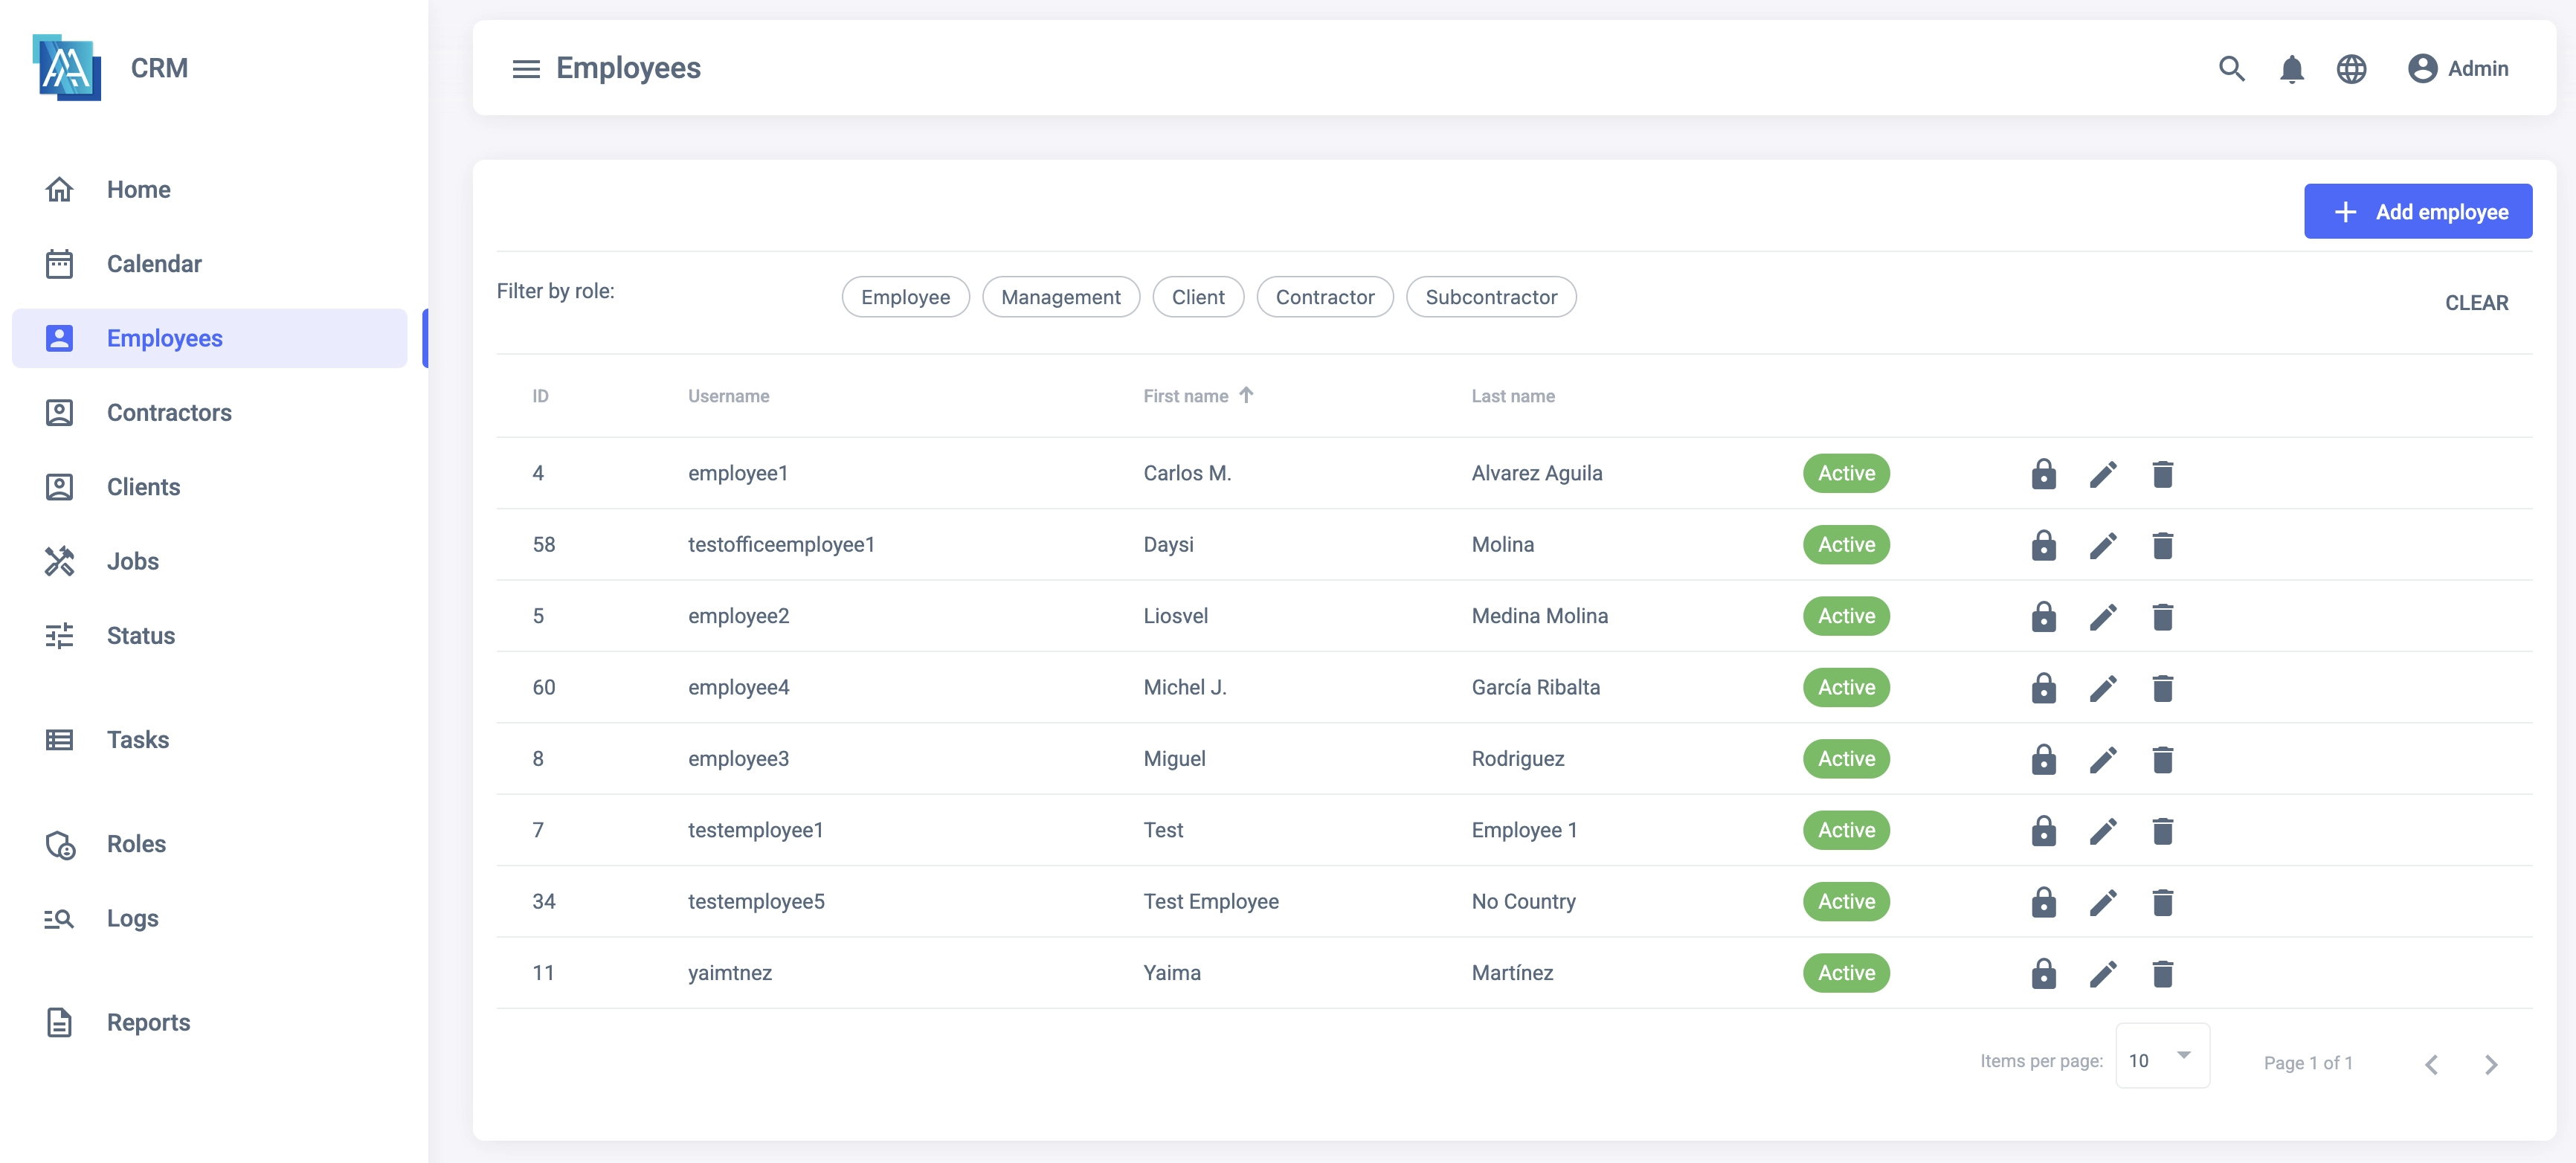 CRM
Employees
Admin
Home
Calendar
Employees
Contractors
Clients
Jobs
Status
Tasks
Roles
Logs
Reports
Add employee
Filter by role: Employee Management Client Contractor Subcontractor CLEAR
ID Username First name Last name
4 employee1 Carlos M. Alvarez Aguila Active
58 testofficeemployee1 Daysi Molina Active
5 employee2 Liosvel Medina Molina Active
60 employee4 Michel J. García Ribalta Active
8 employee3 Miguel Rodriguez Active
7 testemployee1 Test Employee 1 Active
34 testemployee5 Test Employee No Country Active
11 yaimtnez Yaima Martínez Active
Items per page: 10 Page 1 of 1